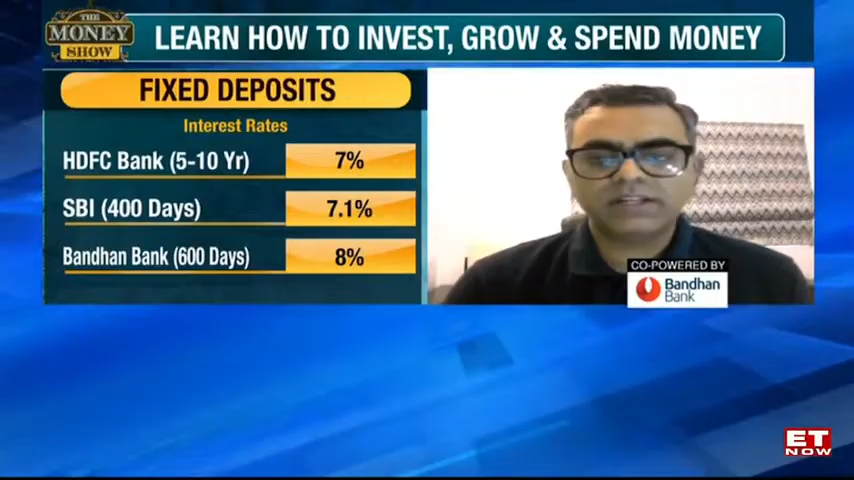 THE
MONEY
SHOW
LEARN HOW TO INVEST, GROW & SPEND MONEY
FIXED DEPOSITS
Interest Rates
HDFC Bank (5-10 Yr) 7%
SBI (400 Days) 7.1%
Bandhan Bank (600 Days) 8%
CO-POWERED BY
Bandhan
Bank
ET
NOW